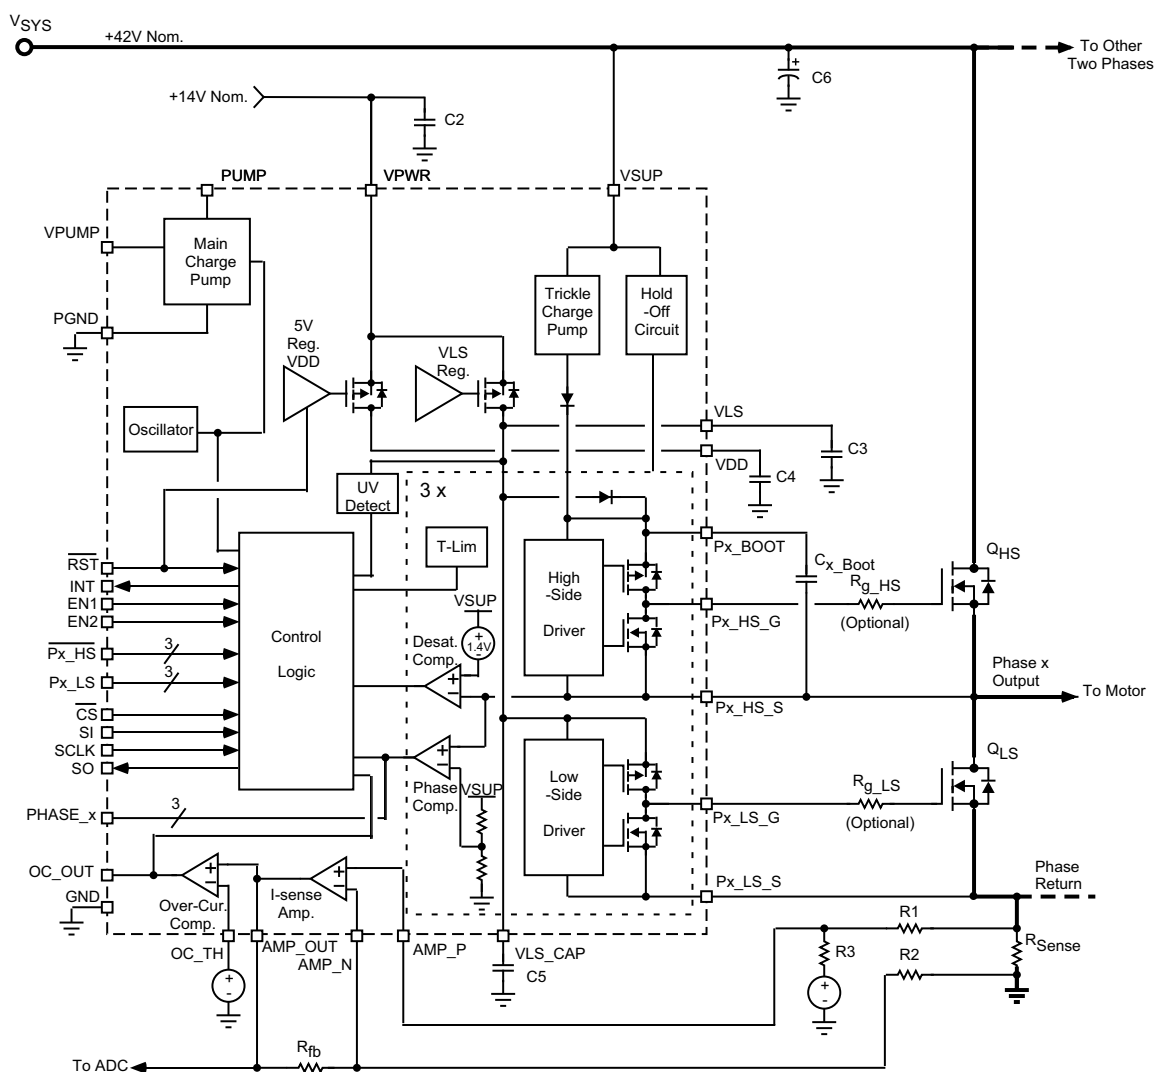 VSYS
+42V Nom.
To Other
Two Phases
C6
+14V Nom.
C2
PUMP
VPWR
VSUP
VPUMP
Main
Charge
Pump
PGND
5V
Reg.
VDD
VLS
Reg.
Trickle
Charge
Pump
Hold
-Off
Circuit
Oscillator
VLS
C3
VDD
C4
UV
Detect
3 x
T-Lim
Px_BOOT
Cx_Boot
High
-Side
Driver
Rg_HS
(Optional)
QHS
Px_HS_G
RST
INT
EN1
EN2
Px_HS
3
Px_LS
3
CS
SI
SCLK
SO
PHASE_x
3
Control
Logic
VSUP
+
1.4V
-
Desat.
Comp.
+
−
Px_HS_S
Phase x
Output
To Motor
+
−
Phase
Comp.
VSUP
Low
-Side
Driver
Px_LS_G
Rg_LS
(Optional)
QLS
Px_LS_S
Phase
Return
OC_OUT
GND
+
−
Over-Cur.
Comp.
+
−
I-sense
Amp.
OC_TH
AMP_OUT
AMP_N
AMP_P
VLS_CAP
C5
+
-
R1
R2
R3
+
-
RSense
Rfb
To ADC